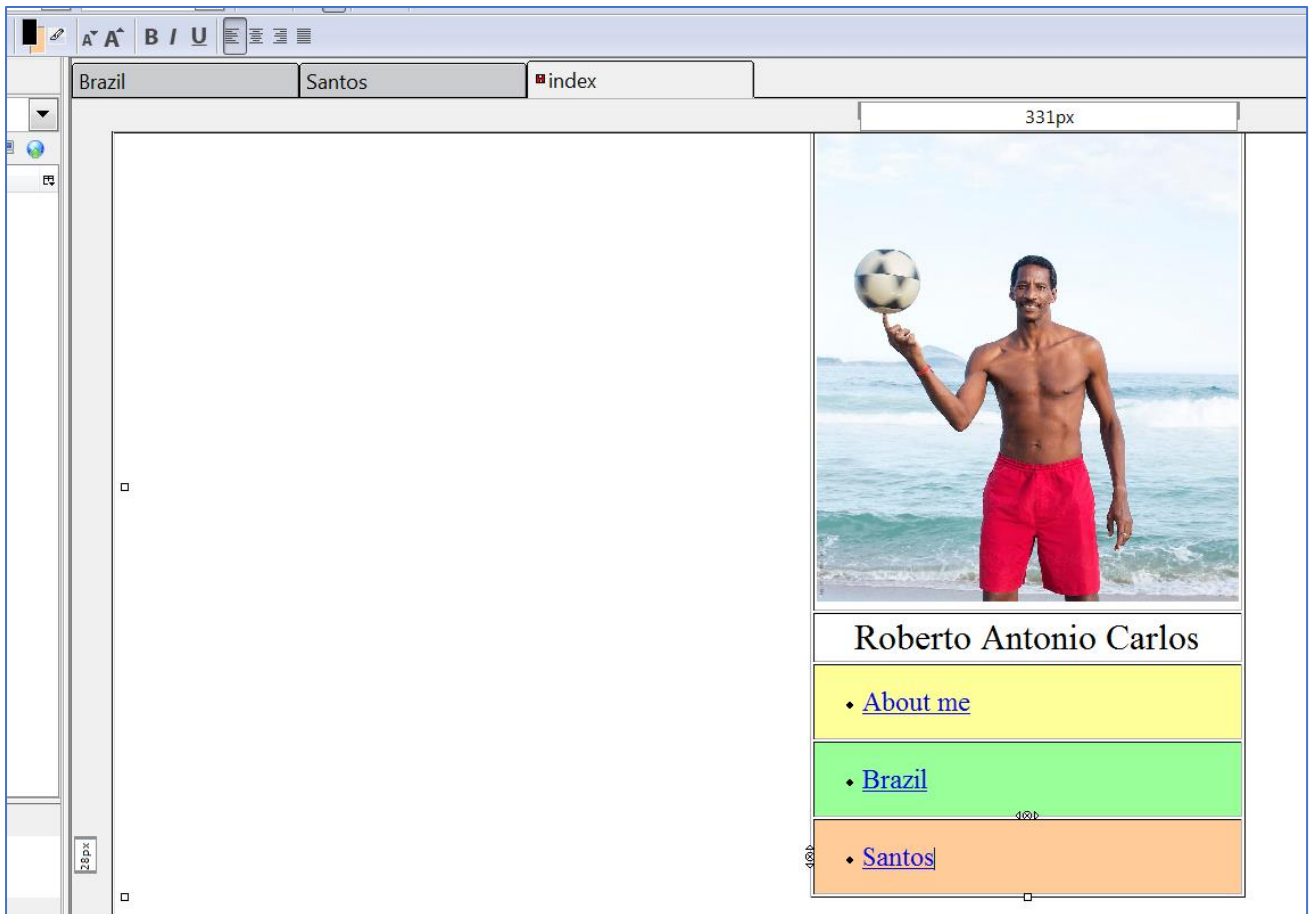 A A B I U
Brazil Santos index
331px
Roberto Antonio Carlos
About me
Brazil
28px
Santos